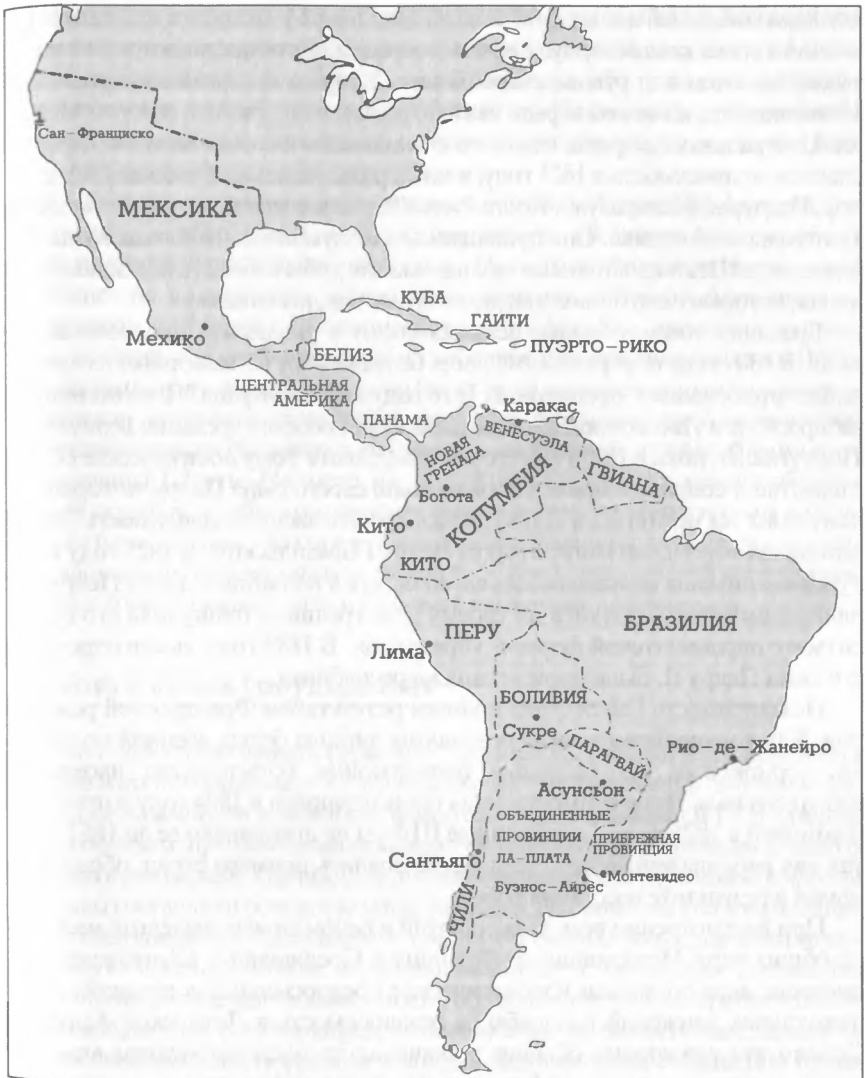 Сан-Франциско
МЕКСИКА
Мехико
КУБА
ГАИТИ
ПУЭРТО-РИКО
БЕЛИЗ
ЦЕНТРАЛЬНАЯ
АМЕРИКА
ПАНАМА
Каракас
ВЕНЕСУЭЛА
НОВАЯ
ГРЕНАДА
Богота
КОЛУМБИЯ
ГВИАНА
Кито
КИТО
ПЕРУ
БРАЗИЛИЯ
Лима
БОЛИВИЯ
Сукре
ПАРАГВАЙ
Рио-де-Жанейро
Асунсьон
ОБЪЕДИНЕННЫЕ
ПРОВИНЦИИ
ЛА-ПЛАТА
ПРИБРЕЖНАЯ
ПРОВИНЦИЯ
Сантьяго
Монтевидео
Буэнос-Айрес
ЧИЛИ